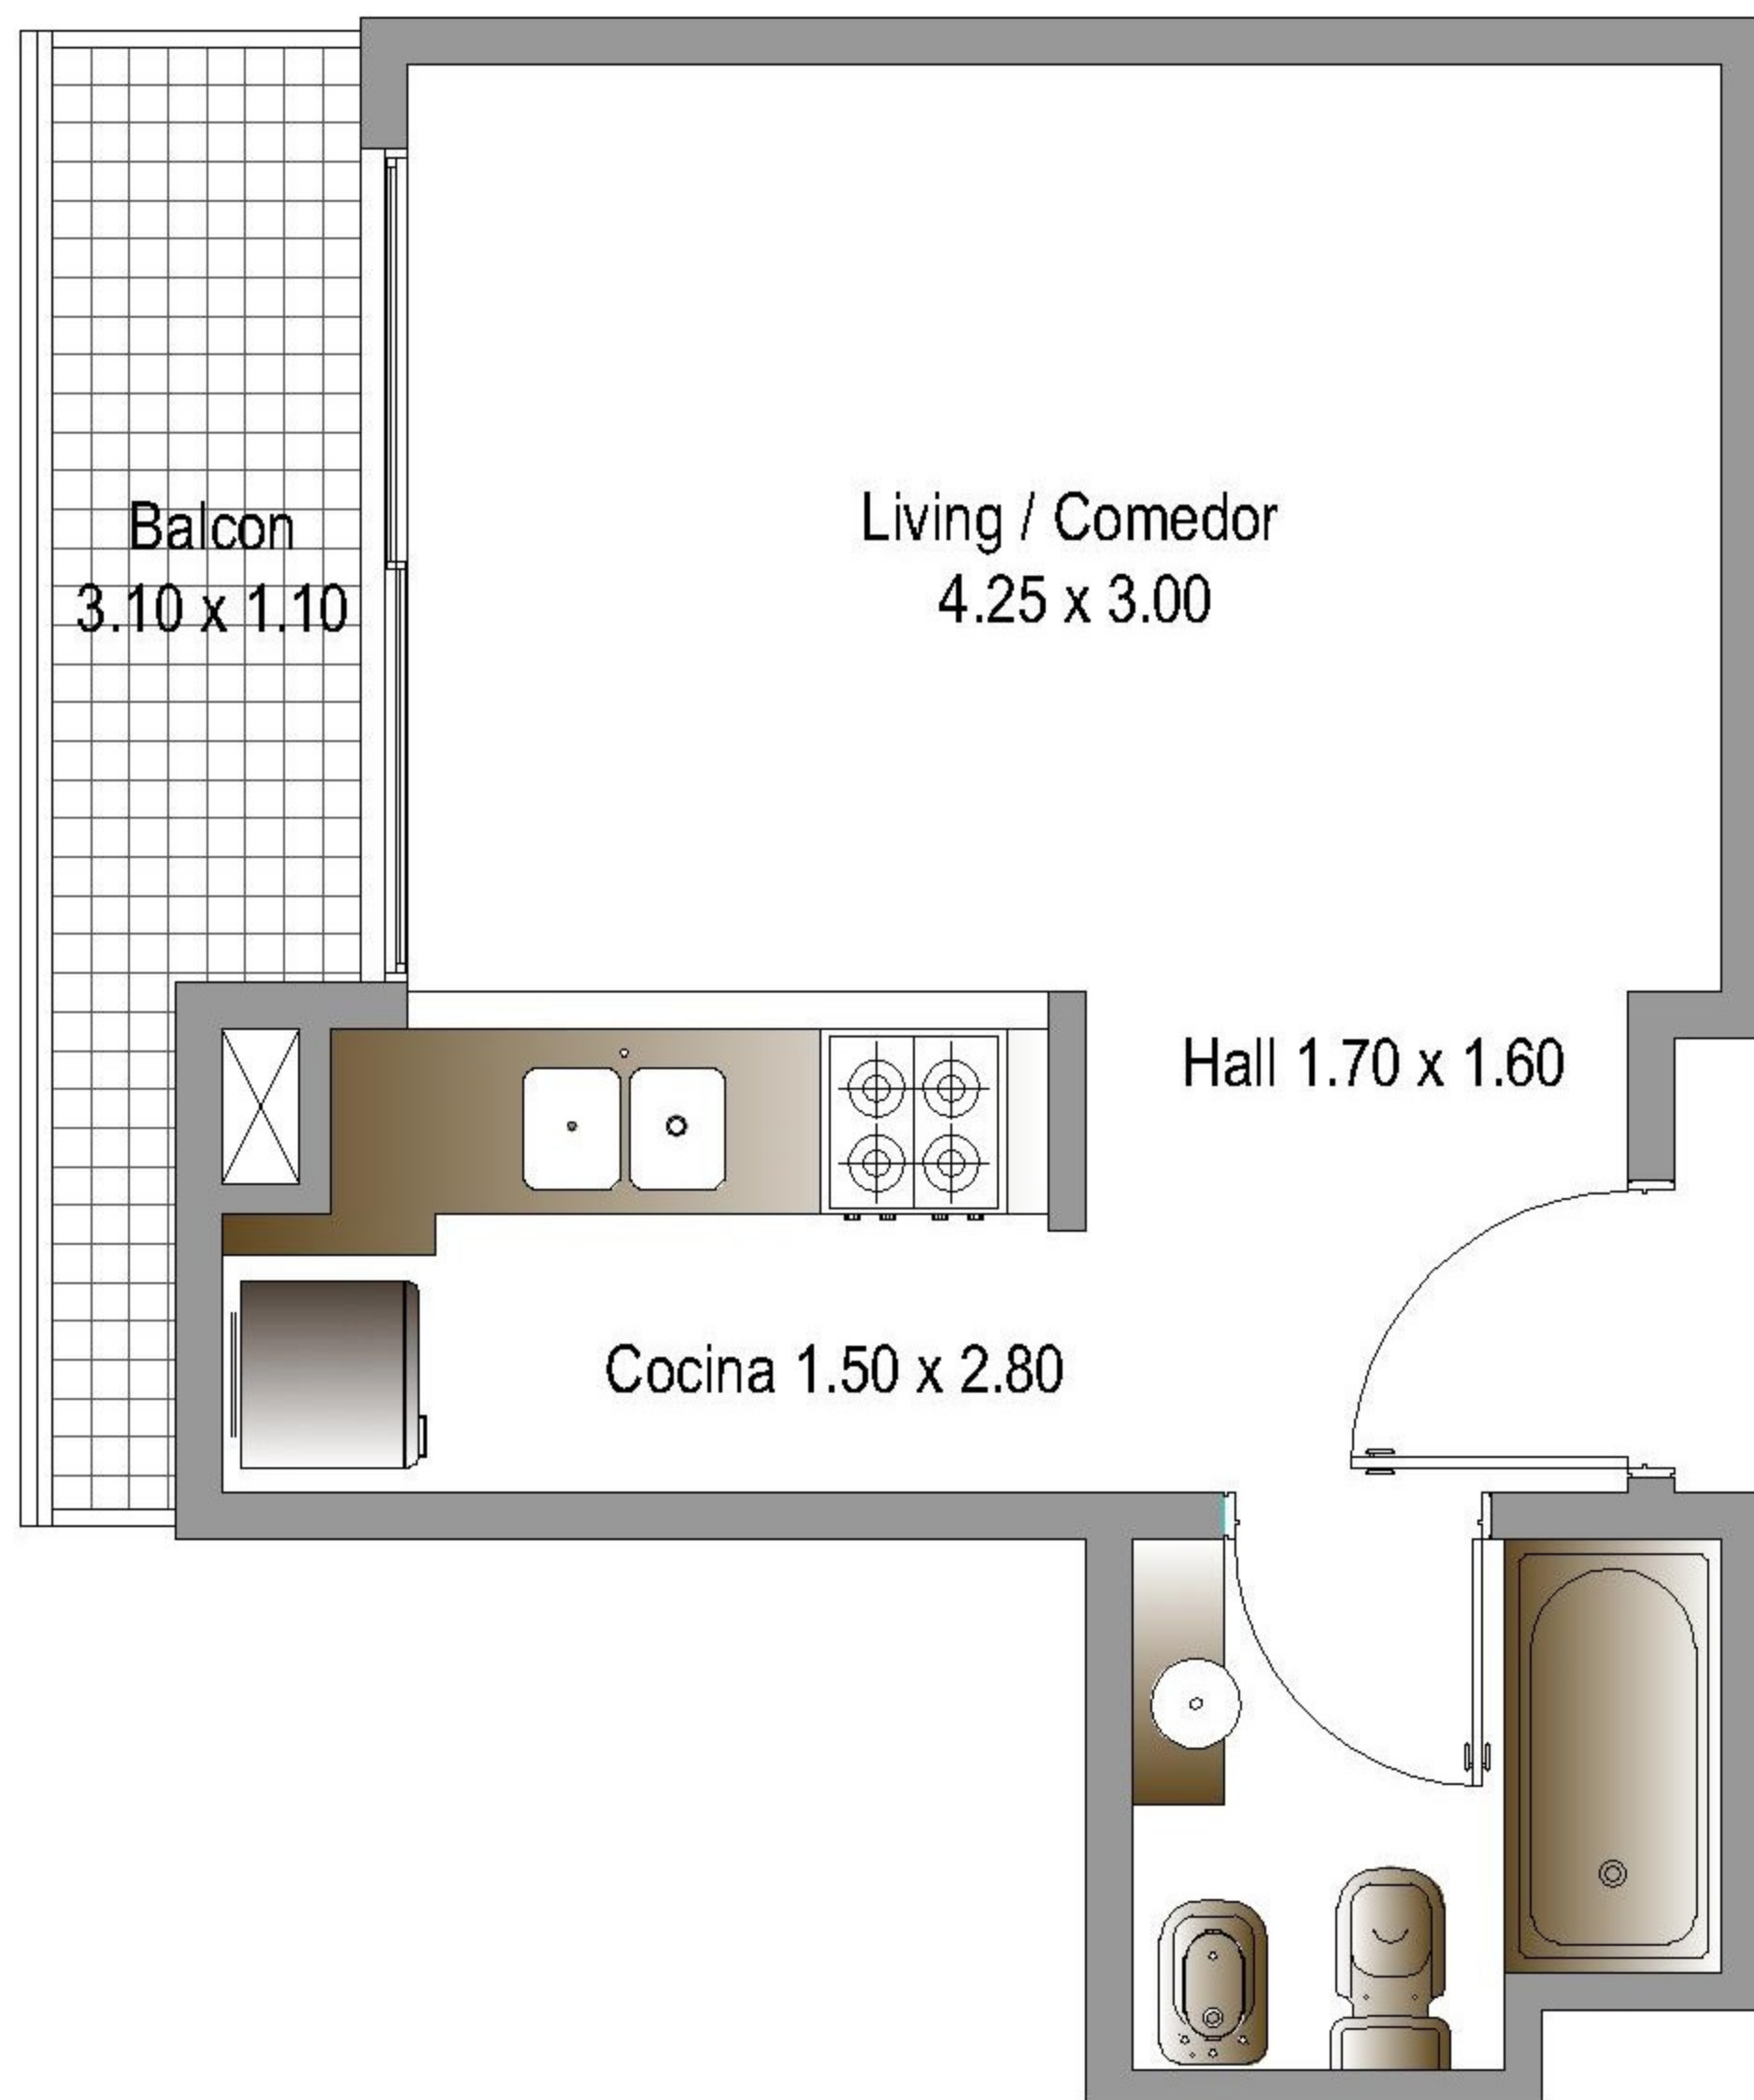 Balcon
3.10 x 1.10
Living / Comedor
4.25 x 3.00
Hall 1.70 x 1.60
Cocina 1.50 x 2.80